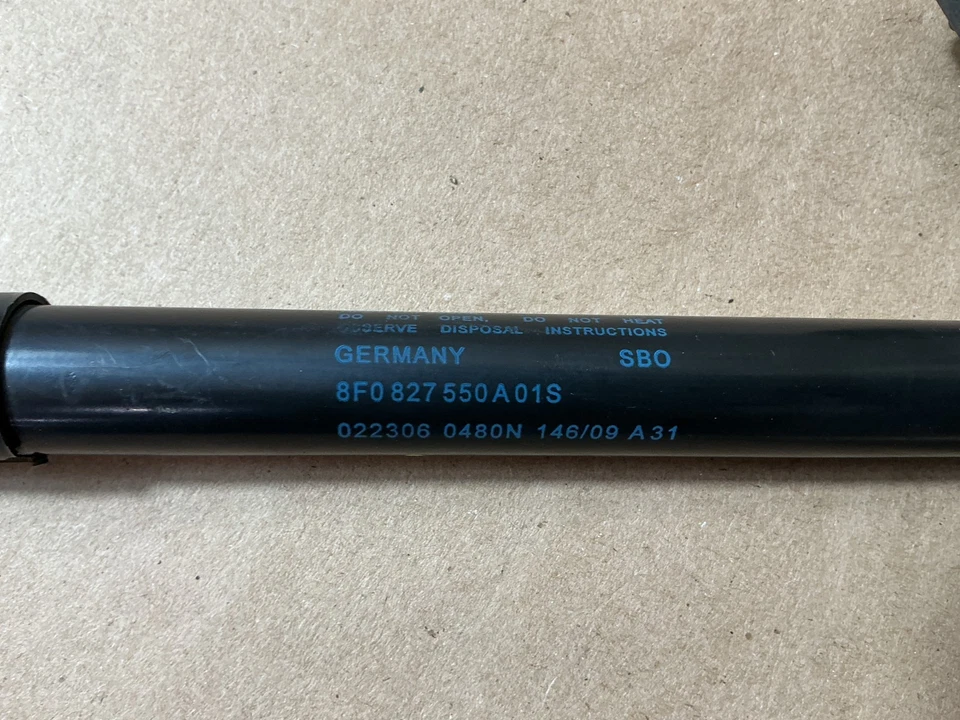 DO NOT OPEN, DO NOT HEAT
OBSERVE DISPOSAL INSTRUCTIONS
GERMANY SBO
8F0 827 550 A 01S
022306 0480N 146/09 A 31